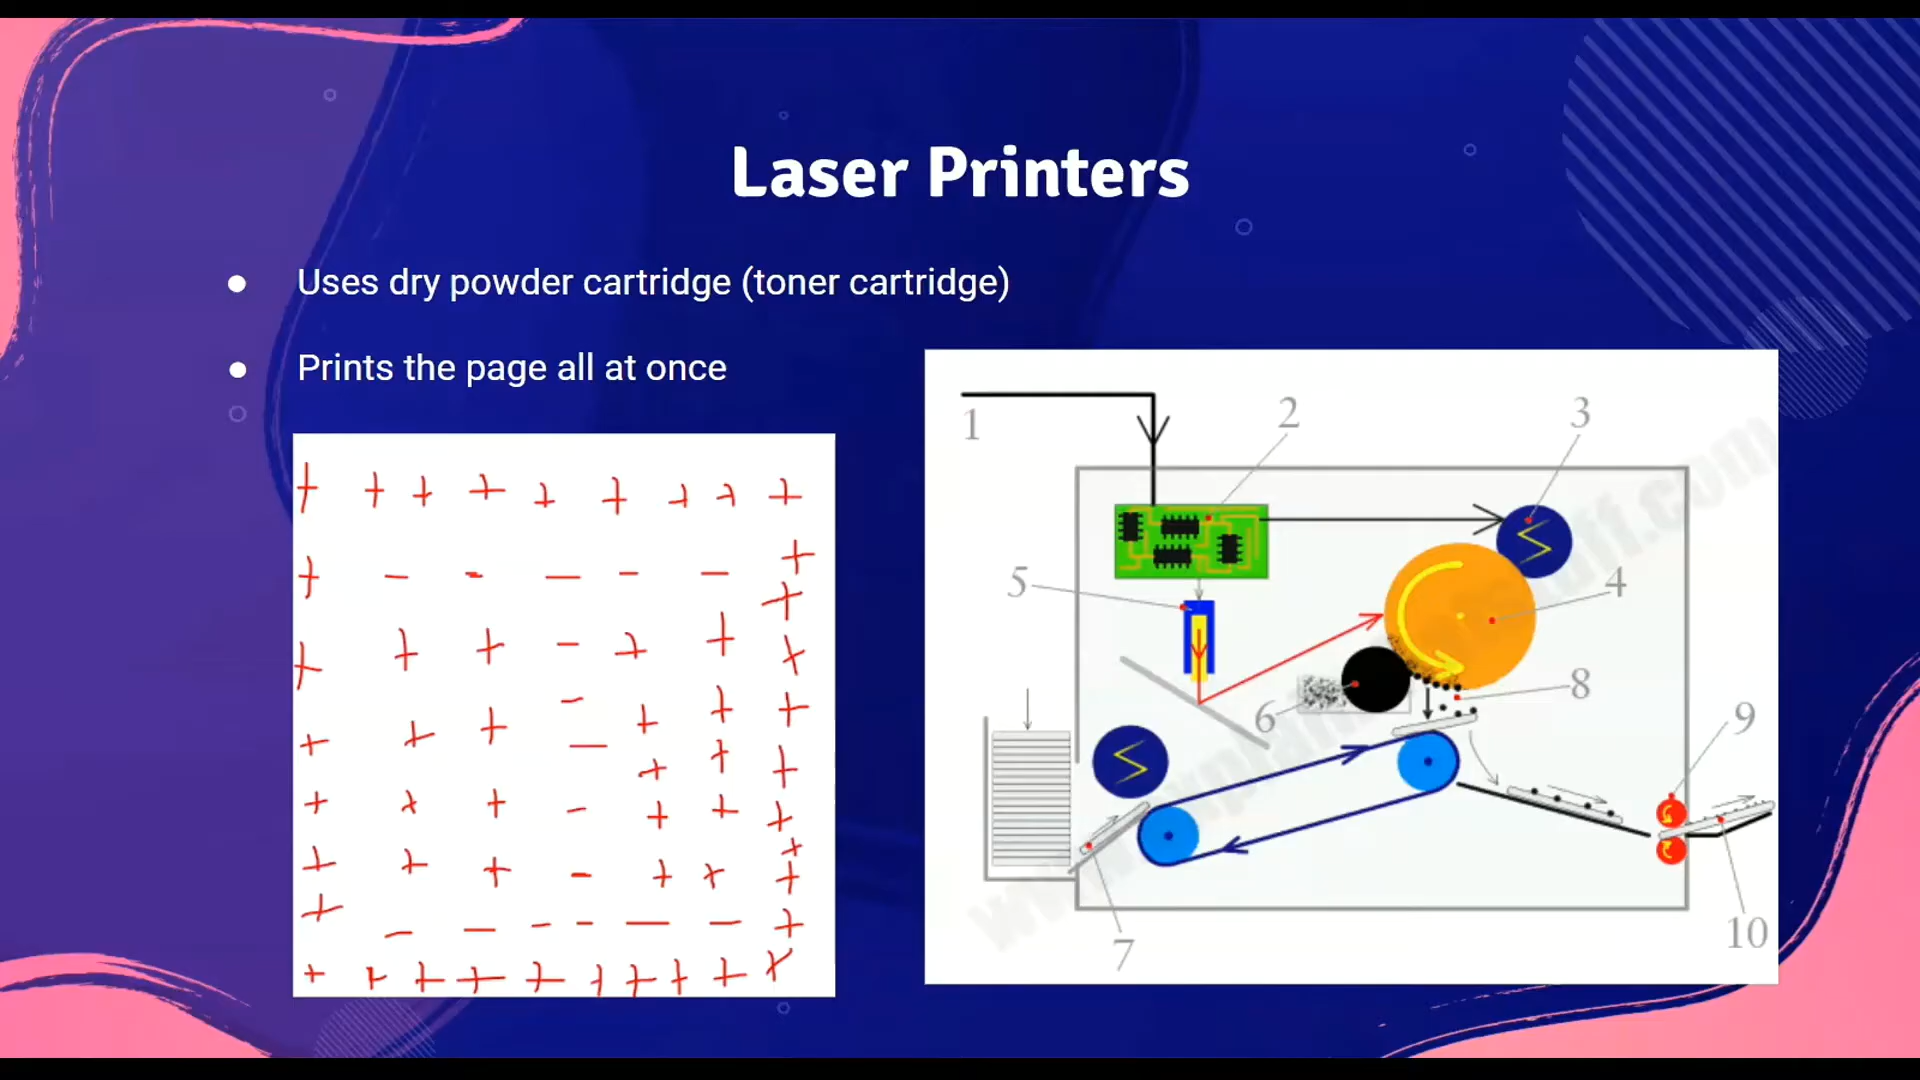 Laser Printers
Uses dry powder cartridge (toner cartridge)
Prints the page all at once
+ + + + + + + + +
+ - - - - - +
+
+ + + - + + +
-
+ + + - + + +
+ + +
+ + + - + + +
+
+ + + - + + +
+
- - - - - - +
+ + + + + + + + + +
1 2 3
5 4
6 8
9
7 10